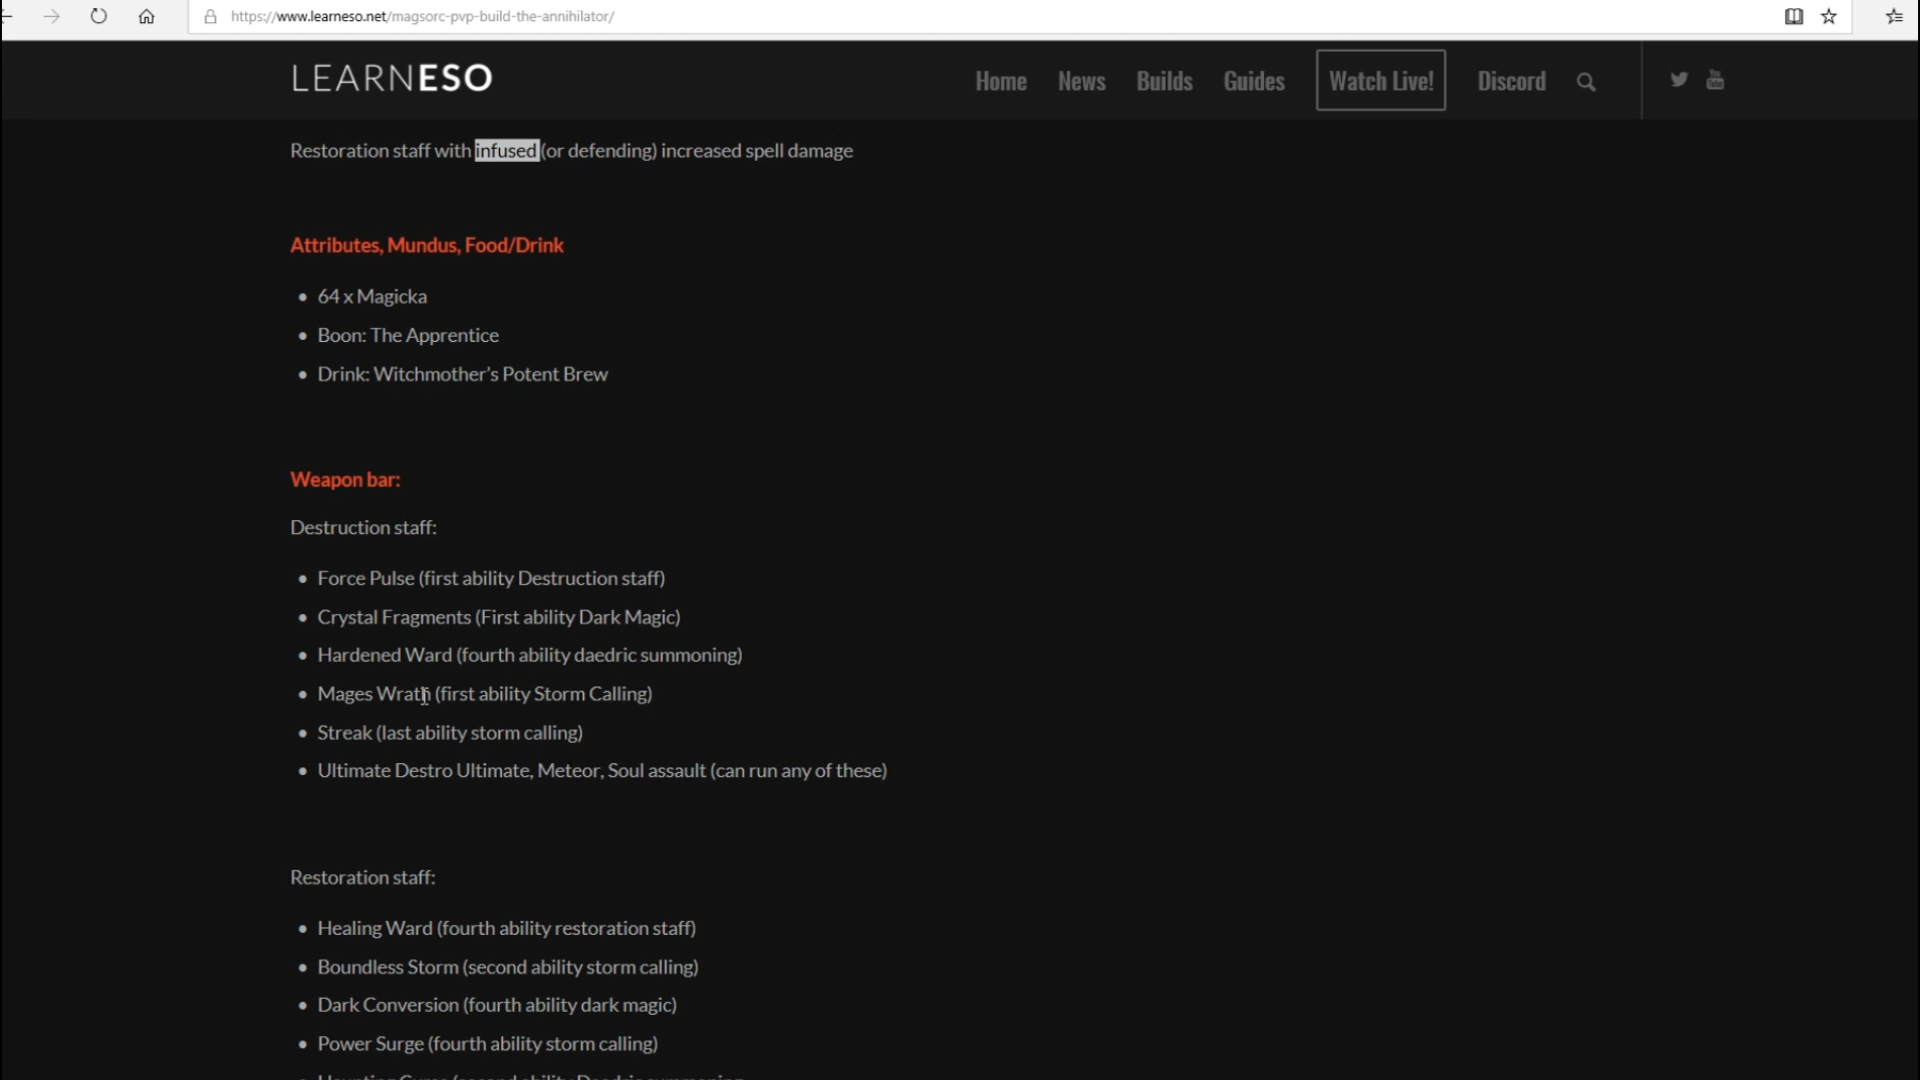 https://www.learneso.net/magsorc-pvp-build-the-annihilator/
LEARNESO
Home News Builds Guides Watch Live! Discord
Restoration staff with infused (or defending) increased spell damage
Attributes, Mundus, Food/Drink
• 64 x Magicka
• Boon: The Apprentice
• Drink: Witchmother's Potent Brew
Weapon bar:
Destruction staff:
• Force Pulse (first ability Destruction staff)
• Crystal Fragments (First ability Dark Magic)
• Hardened Ward (fourth ability daedric summoning)
• Mages Wrath (first ability Storm Calling)
• Streak (last ability storm calling)
• Ultimate Destro Ultimate, Meteor, Soul assault (can run any of these)
Restoration staff:
• Healing Ward (fourth ability restoration staff)
• Boundless Storm (second ability storm calling)
• Dark Conversion (fourth ability dark magic)
• Power Surge (fourth ability storm calling)